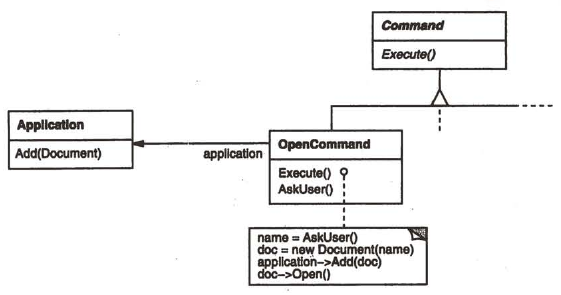 Command
Execute()
Application
Add(Document)
application
OpenCommand
Execute()
AskUser()
name = AskUser()
doc = new Document(name)
application->Add(doc)
doc->Open()